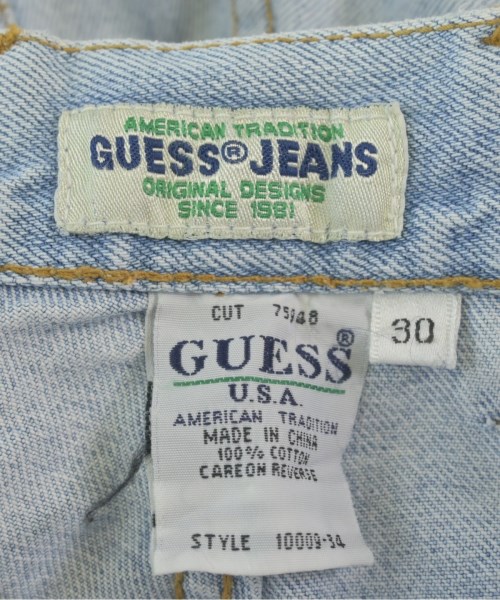 AMERICAN TRADITION
GUESS® JEANS
ORIGINAL DESIGNS
SINCE 1981
CUT 75148
GUESS®
U.S.A.
AMERICAN TRADITION
MADE IN CHINA
100% COTTON
CARE ON REVERSE
STYLE 10009-34
30